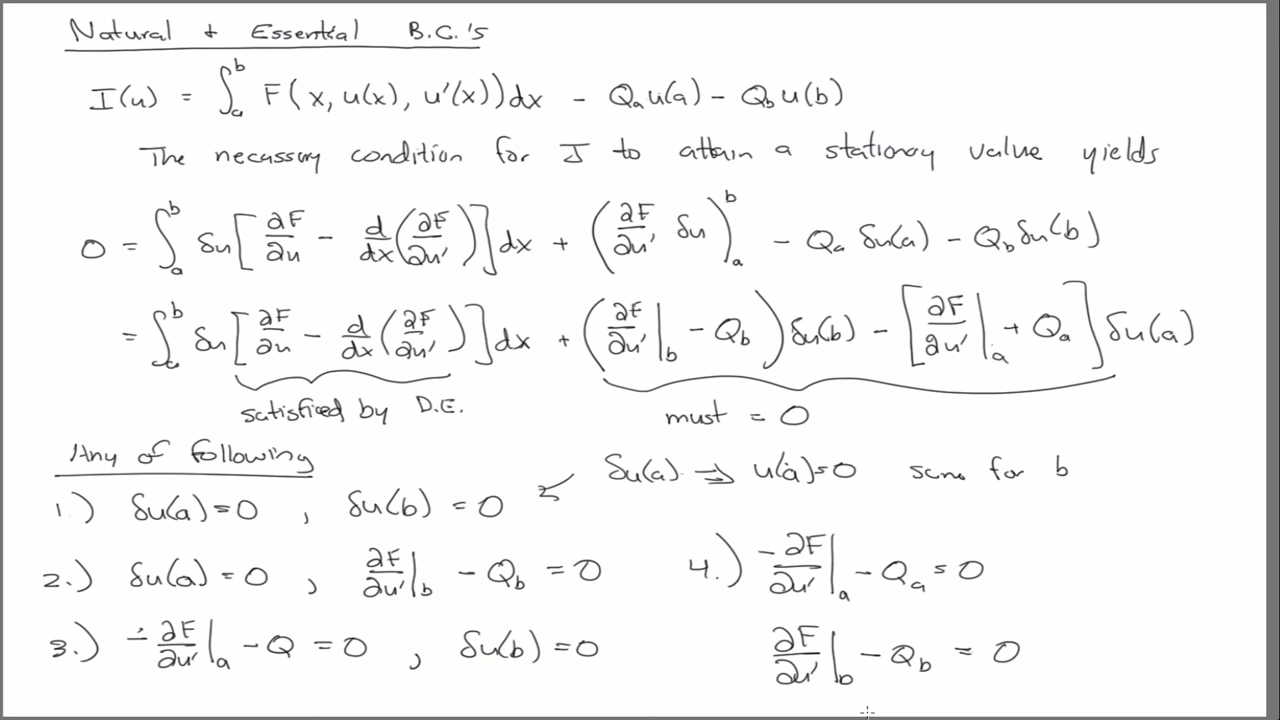 Natural + Essential B.C.'s
I(u) = ∫_a^b F(x, u(x), u'(x)) dx - Q_a u(a) - Q_b u(b)
The necussary condition for I to attain a stationary value yields
0 = ∫_a^b δu [∂F/∂u - d/dx (∂F/∂u')] dx + (∂F/∂u' δu)_a^b - Q_a δu(a) - Q_b δu(b)
= ∫_a^b δu [∂F/∂u - d/dx (∂F/∂u')] dx + (∂F/∂u'|_b - Q_b) δu(b) - [∂F/∂u'|_a + Q_a] δu(a)
satisfied by D.E.
must = 0
Any of following
δu(a) ⇒ u(a)=0 same for b
1.) δu(a)=0 , δu(b) = 0
2.) δu(a) = 0 , ∂F/∂u'|_b - Q_b = 0
3.) -∂F/∂u'|_a - Q = 0 , δu(b) = 0
4.) -∂F/∂u'|_a - Q_a = 0
∂F/∂u'|_b - Q_b = 0